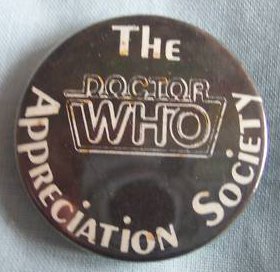 THE
DOCTOR
WHO
APPRECIATION SOCIETY